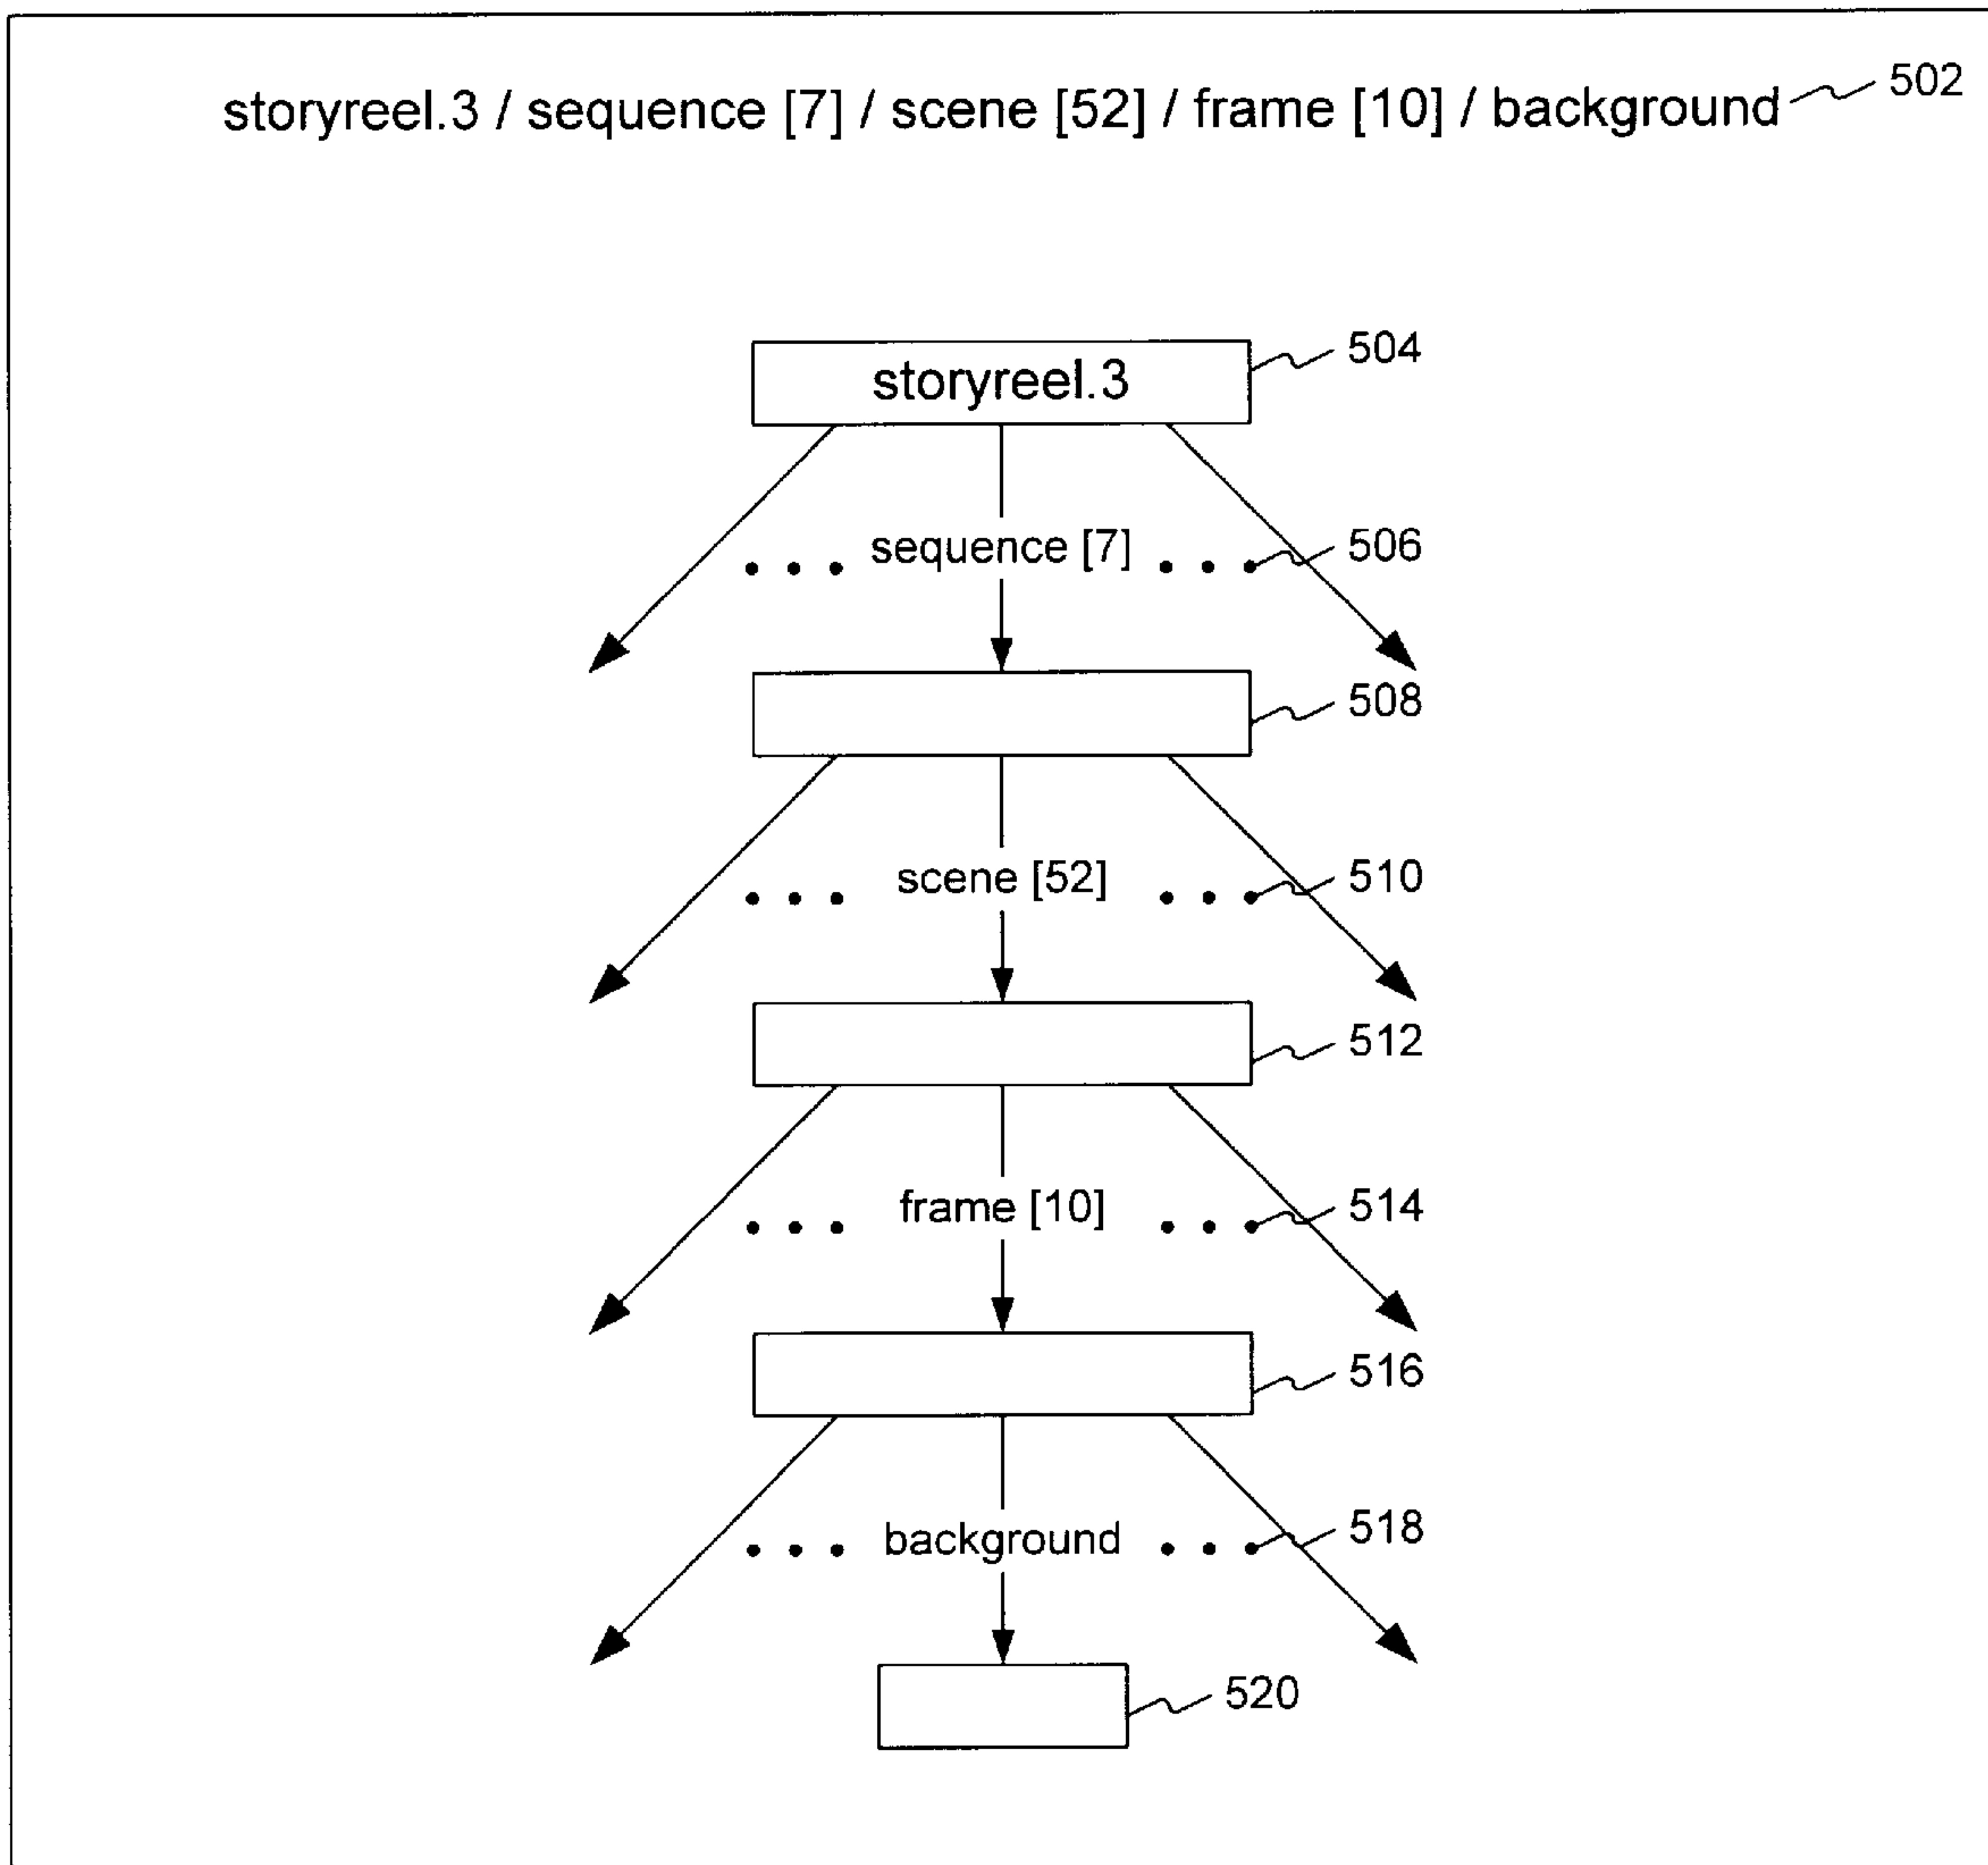 storyreel.3 / sequence [7] / scene [52] / frame [10] / background 502
storyreel.3 504
sequence [7] 506
508
scene [52] 510
512
frame [10] 514
516
background 518
520